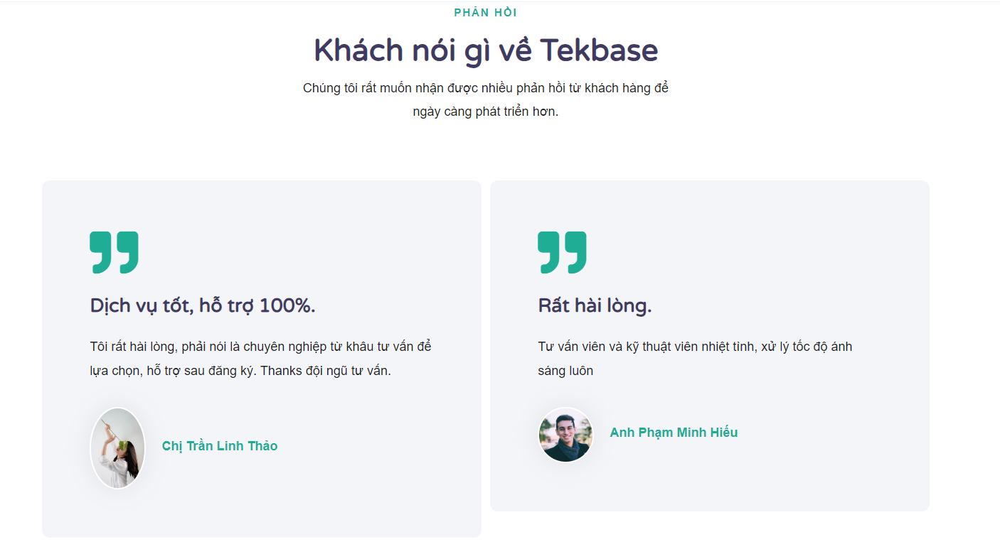 PHẢN HỒI
Khách nói gì về Tekbase
Chúng tôi rất muốn nhận được nhiều phản hồi từ khách hàng để
ngày càng phát triển hơn.
Dịch vụ tốt, hỗ trợ 100%.
Tôi rất hài lòng, phải nói là chuyên nghiệp từ khâu tư vấn để
lựa chọn, hỗ trợ sau đăng ký. Thanks đội ngũ tư vấn.
Chị Trần Linh Thảo
Rất hài lòng.
Tư vấn viên và kỹ thuật viên nhiệt tình, xử lý tốc độ ánh
sáng luôn
Anh Phạm Minh Hiếu